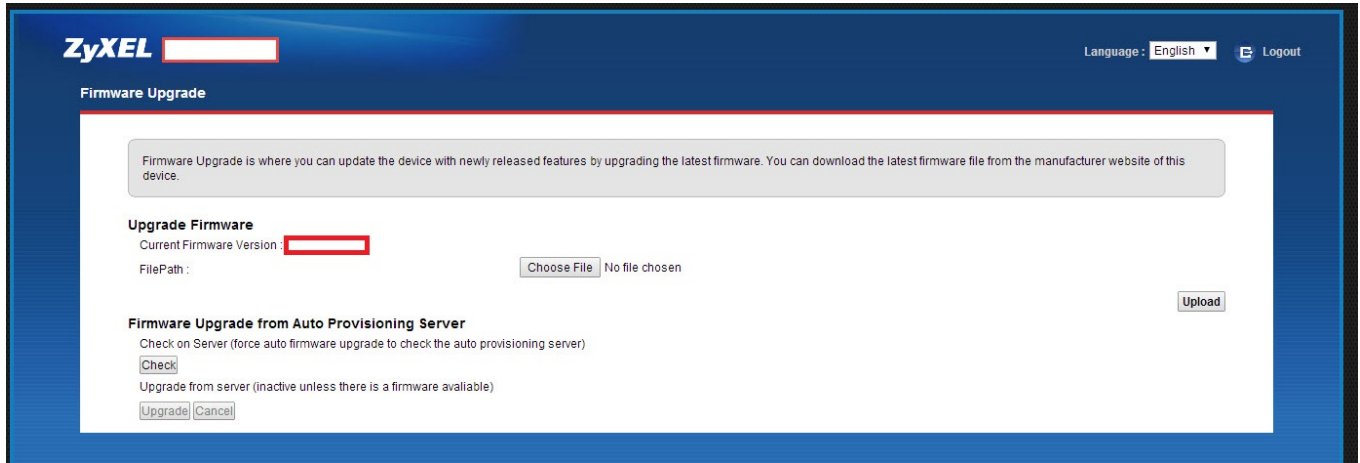 ZyXEL
Language : English Logout
Firmware Upgrade
Firmware Upgrade is where you can update the device with newly released features by upgrading the latest firmware. You can download the latest firmware file from the manufacturer website of this
device.
Upgrade Firmware
Current Firmware Version :
FilePath : Choose File No file chosen
Upload
Firmware Upgrade from Auto Provisioning Server
Check on Server (force auto firmware upgrade to check the auto provisioning server)
Check
Upgrade from server (inactive unless there is a firmware avaliable)
Upgrade Cancel